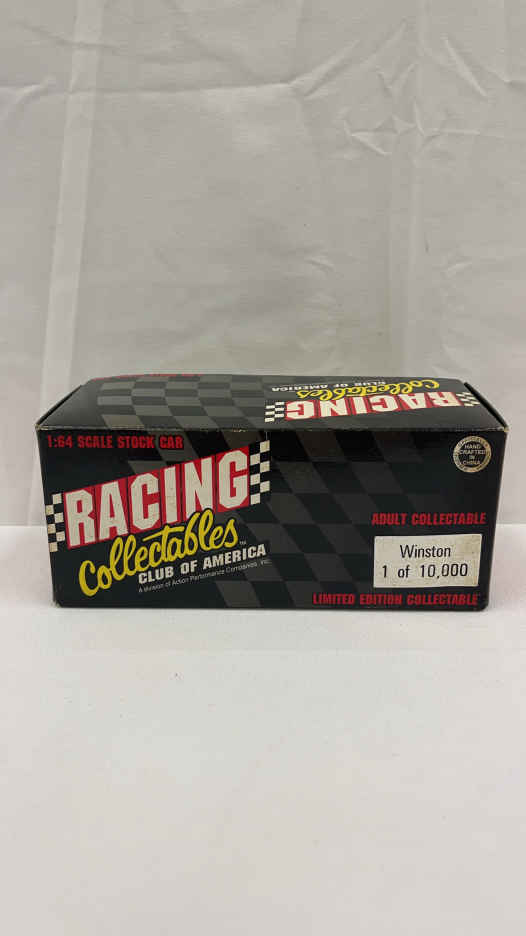 Collectables
CLUB OF AMERICA
RACING
1:64 SCALE STOCK CAR
RACING
Collectables™
CLUB OF AMERICA
A division of Action Performance Companies, Inc.
HAND
CRAFTED
IN
CHINA
ADULT COLLECTABLE
Winston
1 of 10,000
LIMITED EDITION COLLECTABLE